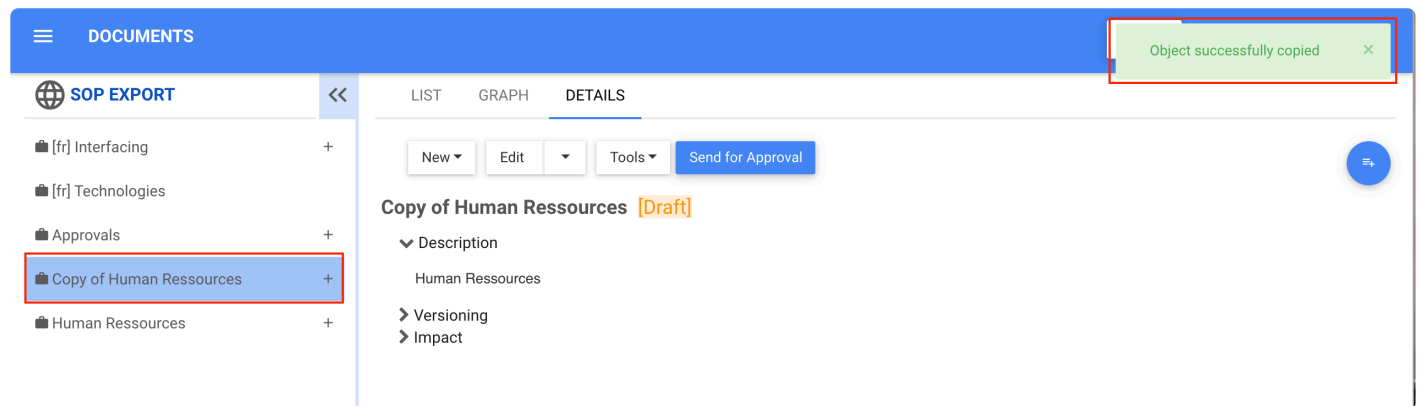 DOCUMENTS
Object successfully copied ×
SOP EXPORT
LIST GRAPH DETAILS
[fr] Interfacing +
New Edit Tools Send for Approval
[fr] Technologies
Copy of Human Ressources [Draft]
Approvals +
Description
Copy of Human Ressources +
Human Ressources
Versioning
Human Ressources +
Impact